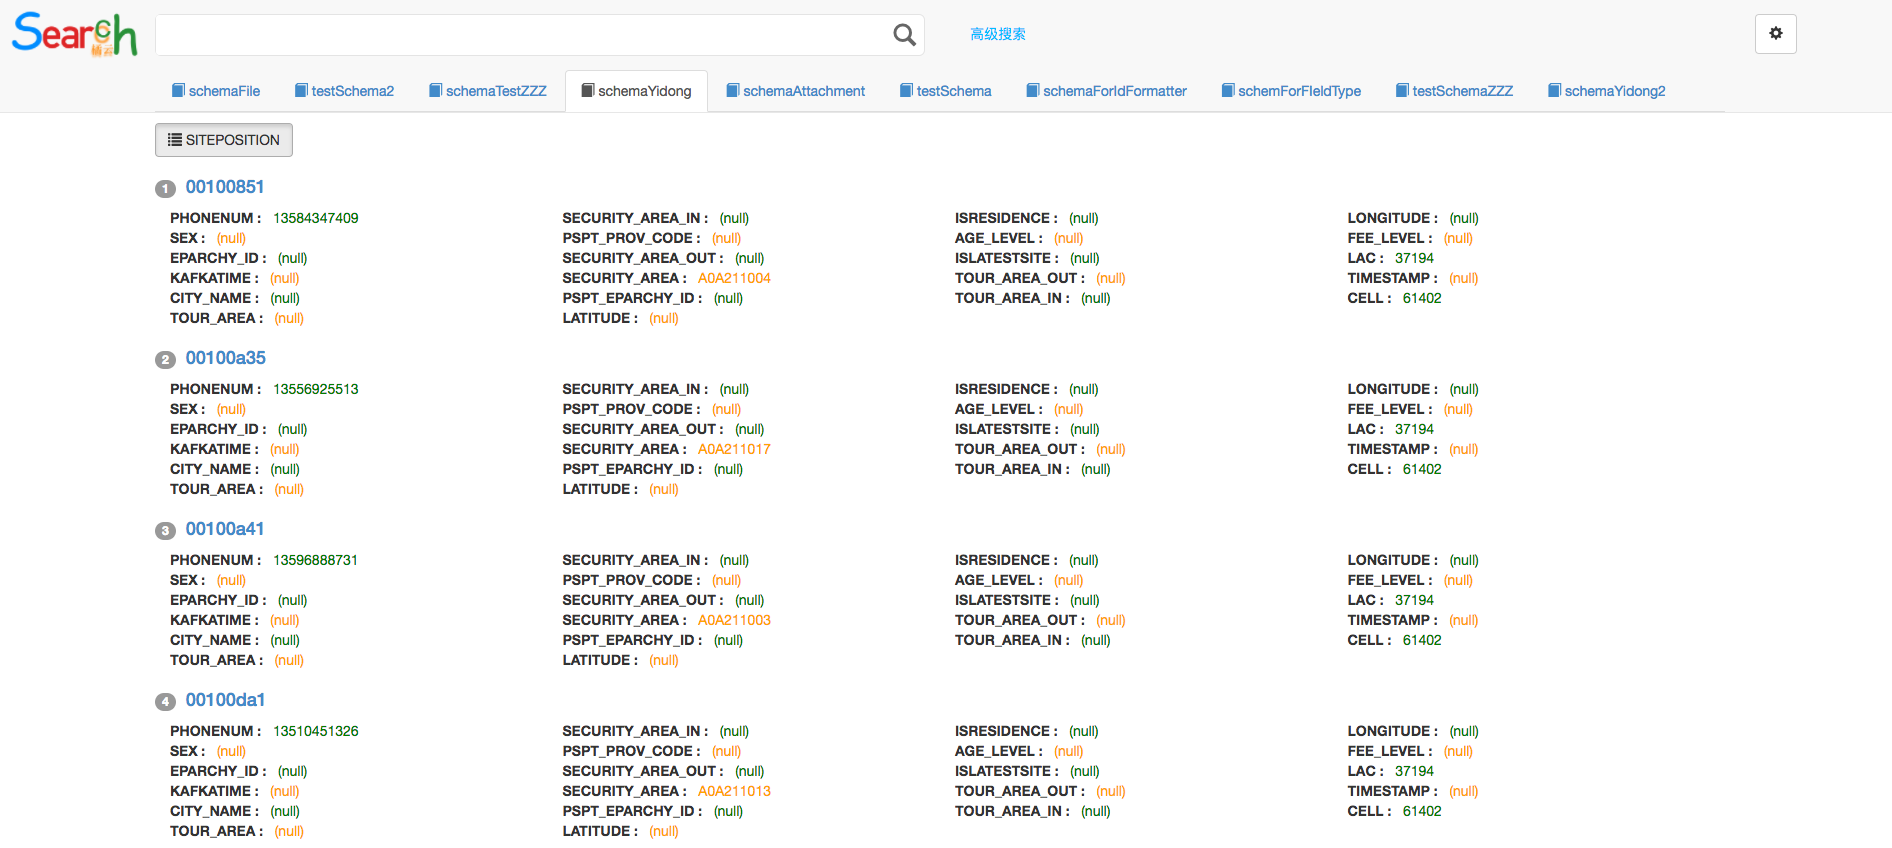 Search
高级搜索
schemaFile testSchema2 schemaTestZZZ schemaYidong schemaAttachment testSchema schemaForIdFormatter schemForFIeldType testSchemaZZZ schemaYidong2
SITEPOSITION
1 00100851
PHONENUM : 13584347409 SECURITY_AREA_IN : (null) ISRESIDENCE : (null) LONGITUDE : (null)
SEX : (null) PSPT_PROV_CODE : (null) AGE_LEVEL : (null) FEE_LEVEL : (null)
EPARCHY_ID : (null) SECURITY_AREA_OUT : (null) ISLATESTSITE : (null) LAC : 37194
KAFKATIME : (null) SECURITY_AREA : A0A211004 TOUR_AREA_OUT : (null) TIMESTAMP : (null)
CITY_NAME : (null) PSPT_EPARCHY_ID : (null) TOUR_AREA_IN : (null) CELL : 61402
TOUR_AREA : (null) LATITUDE : (null)
2 00100a35
PHONENUM : 13556925513 SECURITY_AREA_IN : (null) ISRESIDENCE : (null) LONGITUDE : (null)
SEX : (null) PSPT_PROV_CODE : (null) AGE_LEVEL : (null) FEE_LEVEL : (null)
EPARCHY_ID : (null) SECURITY_AREA_OUT : (null) ISLATESTSITE : (null) LAC : 37194
KAFKATIME : (null) SECURITY_AREA : A0A211017 TOUR_AREA_OUT : (null) TIMESTAMP : (null)
CITY_NAME : (null) PSPT_EPARCHY_ID : (null) TOUR_AREA_IN : (null) CELL : 61402
TOUR_AREA : (null) LATITUDE : (null)
3 00100a41
PHONENUM : 13596888731 SECURITY_AREA_IN : (null) ISRESIDENCE : (null) LONGITUDE : (null)
SEX : (null) PSPT_PROV_CODE : (null) AGE_LEVEL : (null) FEE_LEVEL : (null)
EPARCHY_ID : (null) SECURITY_AREA_OUT : (null) ISLATESTSITE : (null) LAC : 37194
KAFKATIME : (null) SECURITY_AREA : A0A211003 TOUR_AREA_OUT : (null) TIMESTAMP : (null)
CITY_NAME : (null) PSPT_EPARCHY_ID : (null) TOUR_AREA_IN : (null) CELL : 61402
TOUR_AREA : (null) LATITUDE : (null)
4 00100da1
PHONENUM : 13510451326 SECURITY_AREA_IN : (null) ISRESIDENCE : (null) LONGITUDE : (null)
SEX : (null) PSPT_PROV_CODE : (null) AGE_LEVEL : (null) FEE_LEVEL : (null)
EPARCHY_ID : (null) SECURITY_AREA_OUT : (null) ISLATESTSITE : (null) LAC : 37194
KAFKATIME : (null) SECURITY_AREA : A0A211013 TOUR_AREA_OUT : (null) TIMESTAMP : (null)
CITY_NAME : (null) PSPT_EPARCHY_ID : (null) TOUR_AREA_IN : (null) CELL : 61402
TOUR_AREA : (null) LATITUDE : (null)